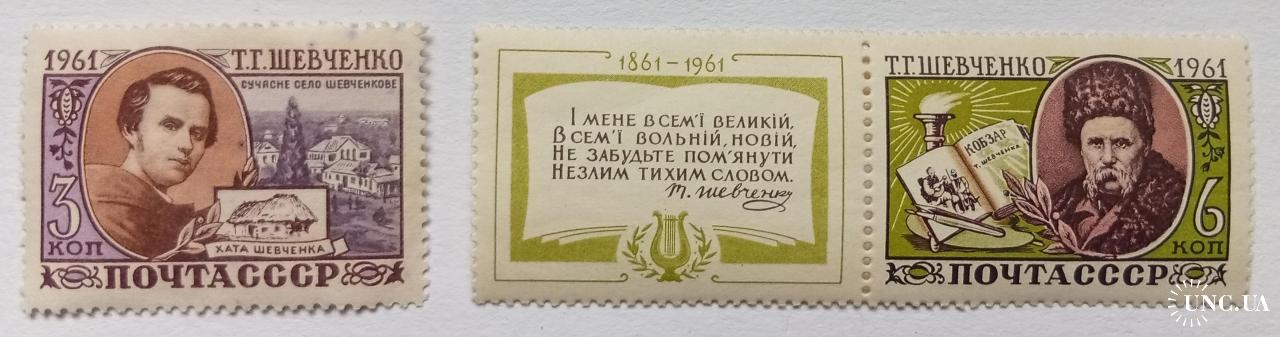 1961 Т.Г.ШЕВЧЕНКО
СУЧАСНЕ СЕЛО ШЕВЧЕНКОВЕ
3
КОП
ХАТА ШЕВЧЕНКА
ПОЧТАСССР
1861-1961
І МЕНЕ В СЕМ'Ї ВЕЛИКІЙ,
В СЕМ'Ї ВОЛЬНІЙ, НОВІЙ,
НЕ ЗАБУДЬТЕ ПОМ'ЯНУТИ
НЕЗЛИМ ТИХИМ СЛОВОМ.
Т. Шевченко
Т.Г.ШЕВЧЕНКО 1961
КОБЗАР
Т. ШЕВЧЕНКА
6
КОП
ПОЧТАСССР
UNC.UA